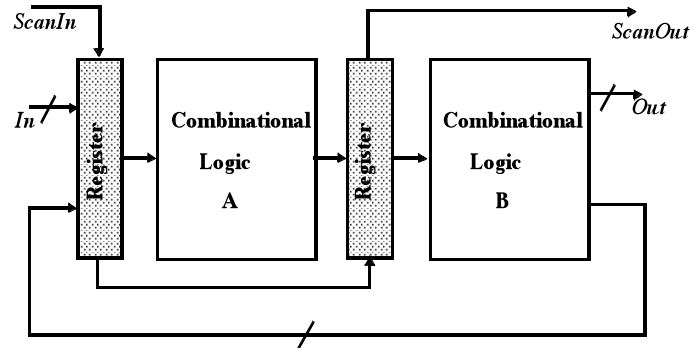 ScanIn
ScanOut
In
Register
Combinational
Logic
A
Register
Combinational
Logic
B
Out